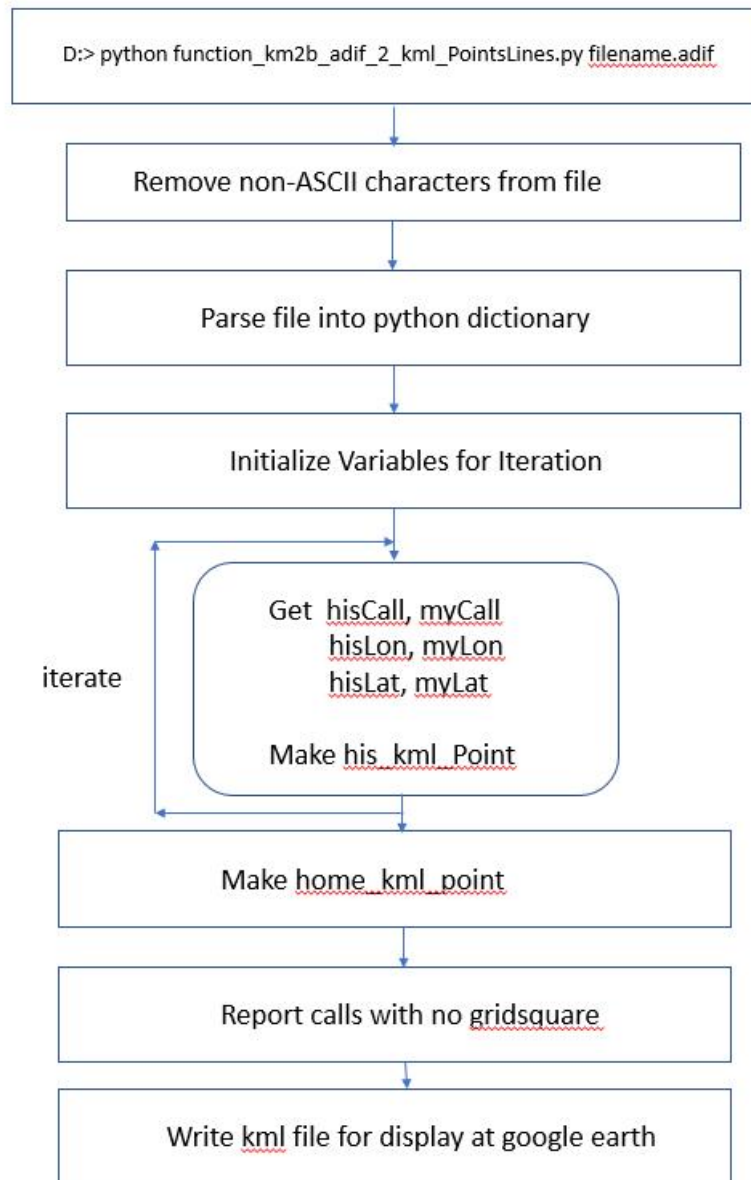 D:> python function_km2b_adif_2_kml_PointsLines.py filename.adif
Remove non-ASCII characters from file
Parse file into python dictionary
Initialize Variables for Iteration
iterate
Get hisCall, myCall
hisLon, myLon
hisLat, myLat
Make his_kml_Point
Make home_kml_point
Report calls with no gridsquare
Write kml file for display at google earth